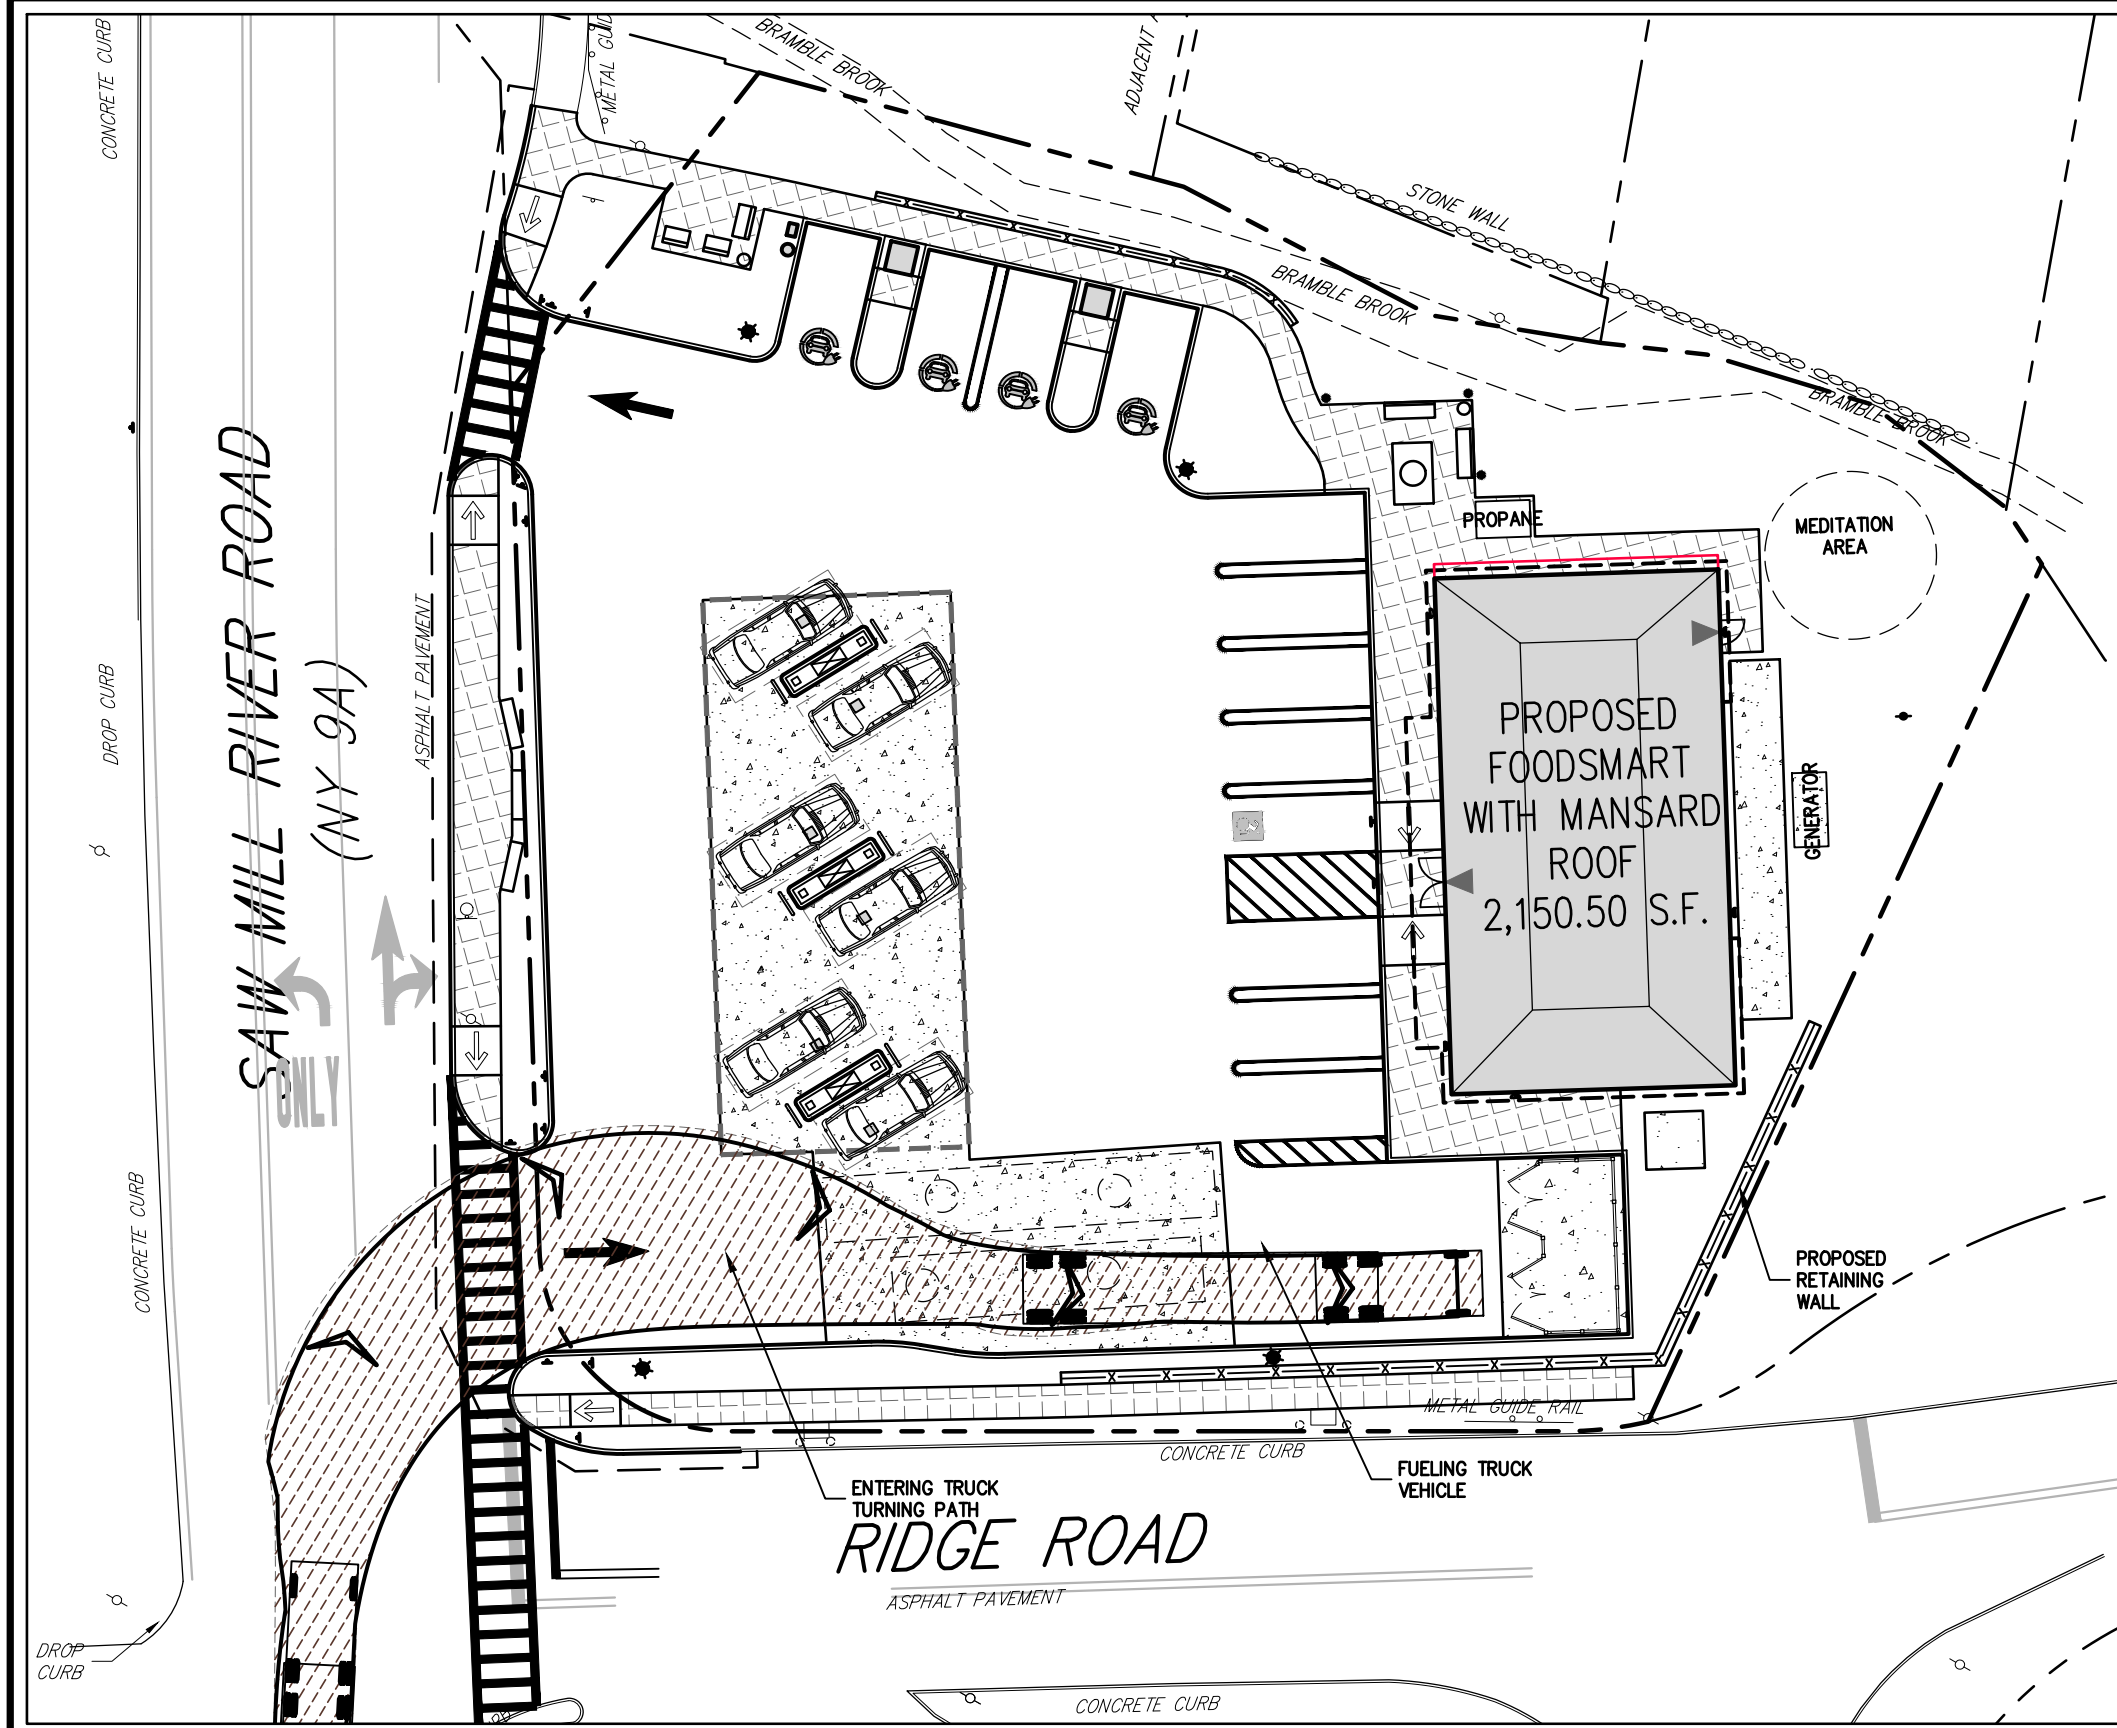 CONCRETE CURB
BRAMBLE BROOK
ADJACENT
STONE WALL
BRAMBLE BROOK
BRAMBLE BROOK
SAW MILL RIVER ROAD
(NY 9A)
ASPHALT PAVEMENT
DROP CURB
ONLY
CONCRETE CURB
PROPANE
MEDITATION
AREA
PROPOSED
FOODSMART
WITH MANSARD
ROOF
2,150.50 S.F.
GENERATOR
PROPOSED
RETAINING
WALL
METAL GUIDE RAIL
CONCRETE CURB
FUELING TRUCK
VEHICLE
ENTERING TRUCK
TURNING PATH
RIDGE ROAD
ASPHALT PAVEMENT
DROP
CURB
CONCRETE CURB